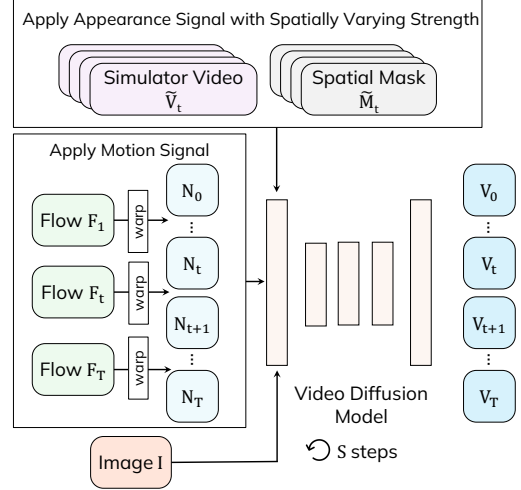 Apply Appearance Signal with Spatially Varying Strength
Simulator Video
Ṽt
Spatial Mask
M̃t
Apply Motion Signal
Flow F1
warp
Flow Ft
warp
Flow FT
warp
N0
...
Nt
Nt+1
...
NT
Image I
Video Diffusion
Model
S steps
V0
...
Vt
Vt+1
...
VT